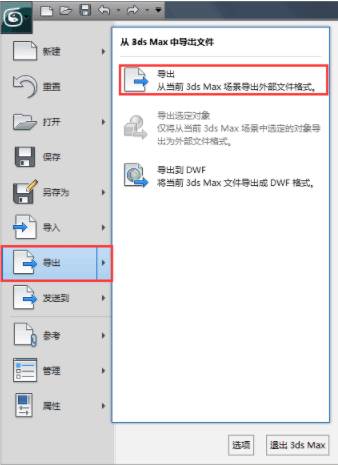 新建
重置
打开
保存
另存为
导入
导出
发送到
参考
管理
属性
从 3ds Max 中导出文件
导出
从当前 3ds Max 场景导出外部文件格式。
导出选定对象
仅将从当前 3ds Max 场景中选定的对象导
出为外部文件格式。
导出到 DWF
将当前 3ds Max 文件导出成 DWF 格式。
选项
退出 3ds Max